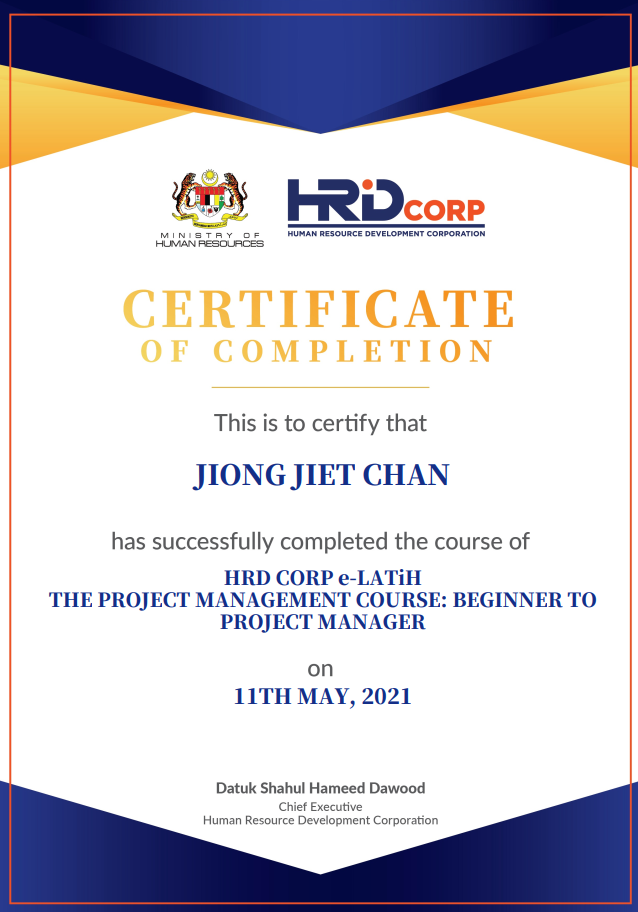 MINISTRY OF
HUMAN RESOURCES
HRD CORP
HUMAN RESOURCE DEVELOPMENT CORPORATION
CERTIFICATE
OF COMPLETION
This is to certify that
JIONG JIET CHAN
has successfully completed the course of
HRD CORP e-LATiH
THE PROJECT MANAGEMENT COURSE: BEGINNER TO
PROJECT MANAGER
on
11TH MAY, 2021
Datuk Shahul Hameed Dawood
Chief Executive
Human Resource Development Corporation